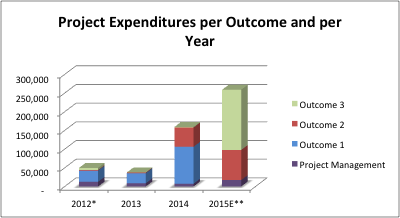 Project Expenditures per Outcome and per
Year
300,000
250,000
200,000
150,000
100,000
50,000
-
2012*
2013
2014
2015E**
Outcome 3
Outcome 2
Outcome 1
Project Management